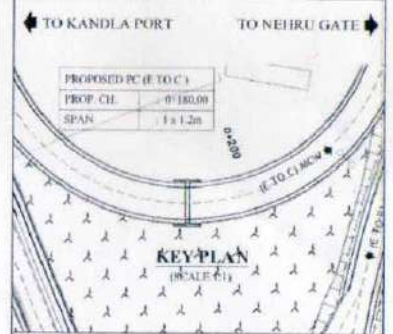 TO KANDLA PORT TO NEHRU GATE
PROPOSED PC (E TO C)
PROP. CH. : 0+180.00
SPAN : 1 x 1.2m
0+200
(E TO C) MCW
KEY PLAN